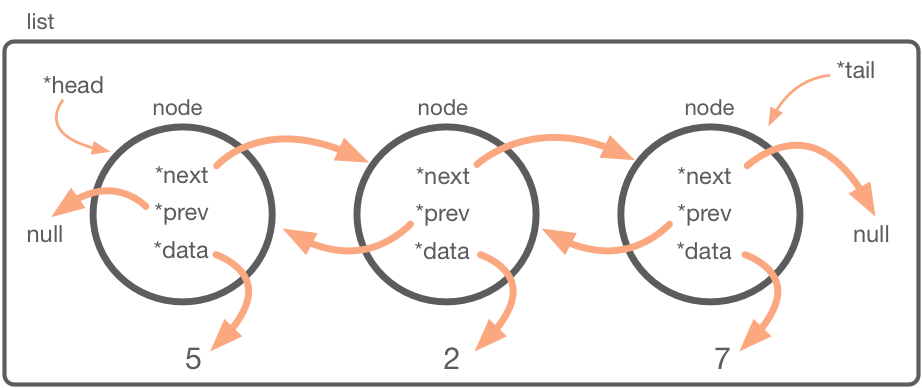 list
*head
*tail
node
node
node
*next
*prev
*data
*next
*prev
*data
*next
*prev
*data
null
null
5
2
7